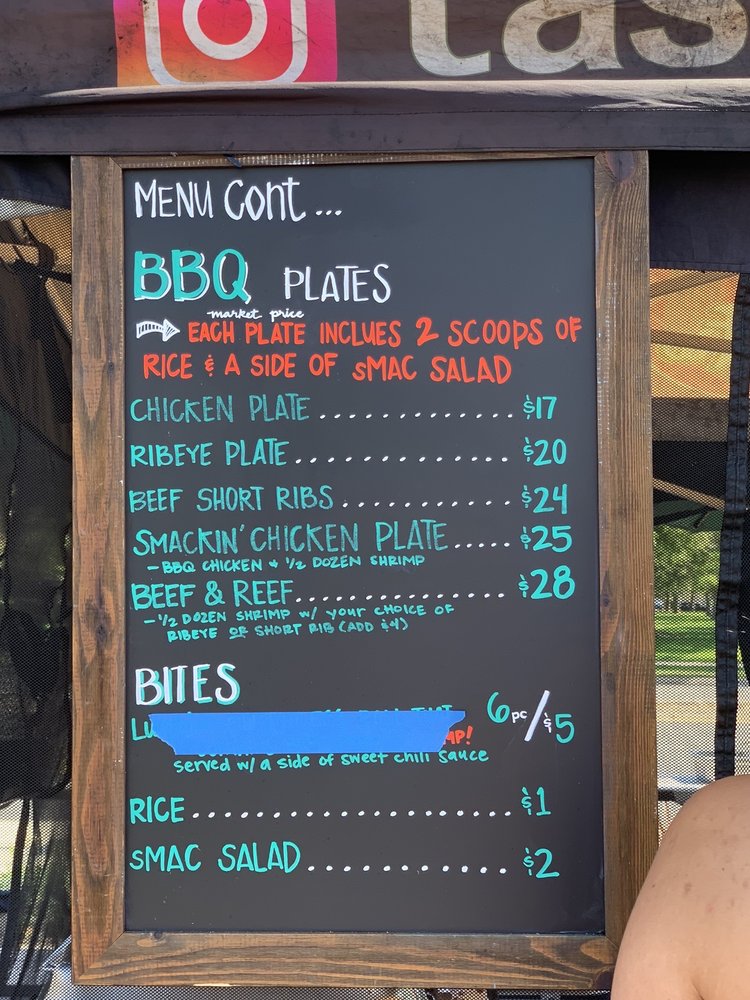 tas
MENU Cont...
BBQ PLATES
market price
EACH PLATE INCLUES 2 SCOOPS OF
RICE & A SIDE OF sMAC SALAD
CHICKEN PLATE ............. $17
RIBEYE PLATE .............. $20
BEEF SHORT RIBS ........... $24
SMACKIN' CHICKEN PLATE ..... $25
- BBQ CHICKEN & 1/2 DOZEN SHRIMP
BEEF & REEF ............... $28
- 1/2 DOZEN SHRIMP w/ YOUR CHOICE OF
RIBEYE OR SHORT RIB (ADD $4)
BITES
6pc/$5
served w/ a side of sweet chili sauce
RICE ...................... $1
sMAC SALAD ............... $2